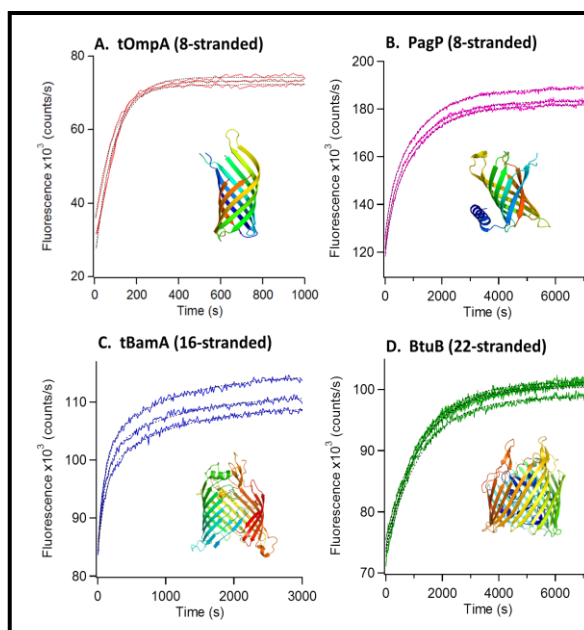 A. tOmpA (8-stranded)
Fluorescence x10³ (counts/s)
80
60
40
20
0 200 400 600 800 1000
Time (s)
B. PagP (8-stranded)
Fluorescence x10³ (counts/s)
200
180
160
140
120
0 2000 4000 6000
Time (s)
C. tBamA (16-stranded)
Fluorescence x10³ (counts/s)
110
100
90
80
0 1000 2000 3000
Time (s)
D. BtuB (22-stranded)
Fluorescence x10³ (counts/s)
100
90
80
70
0 2000 4000 6000
Time (s)